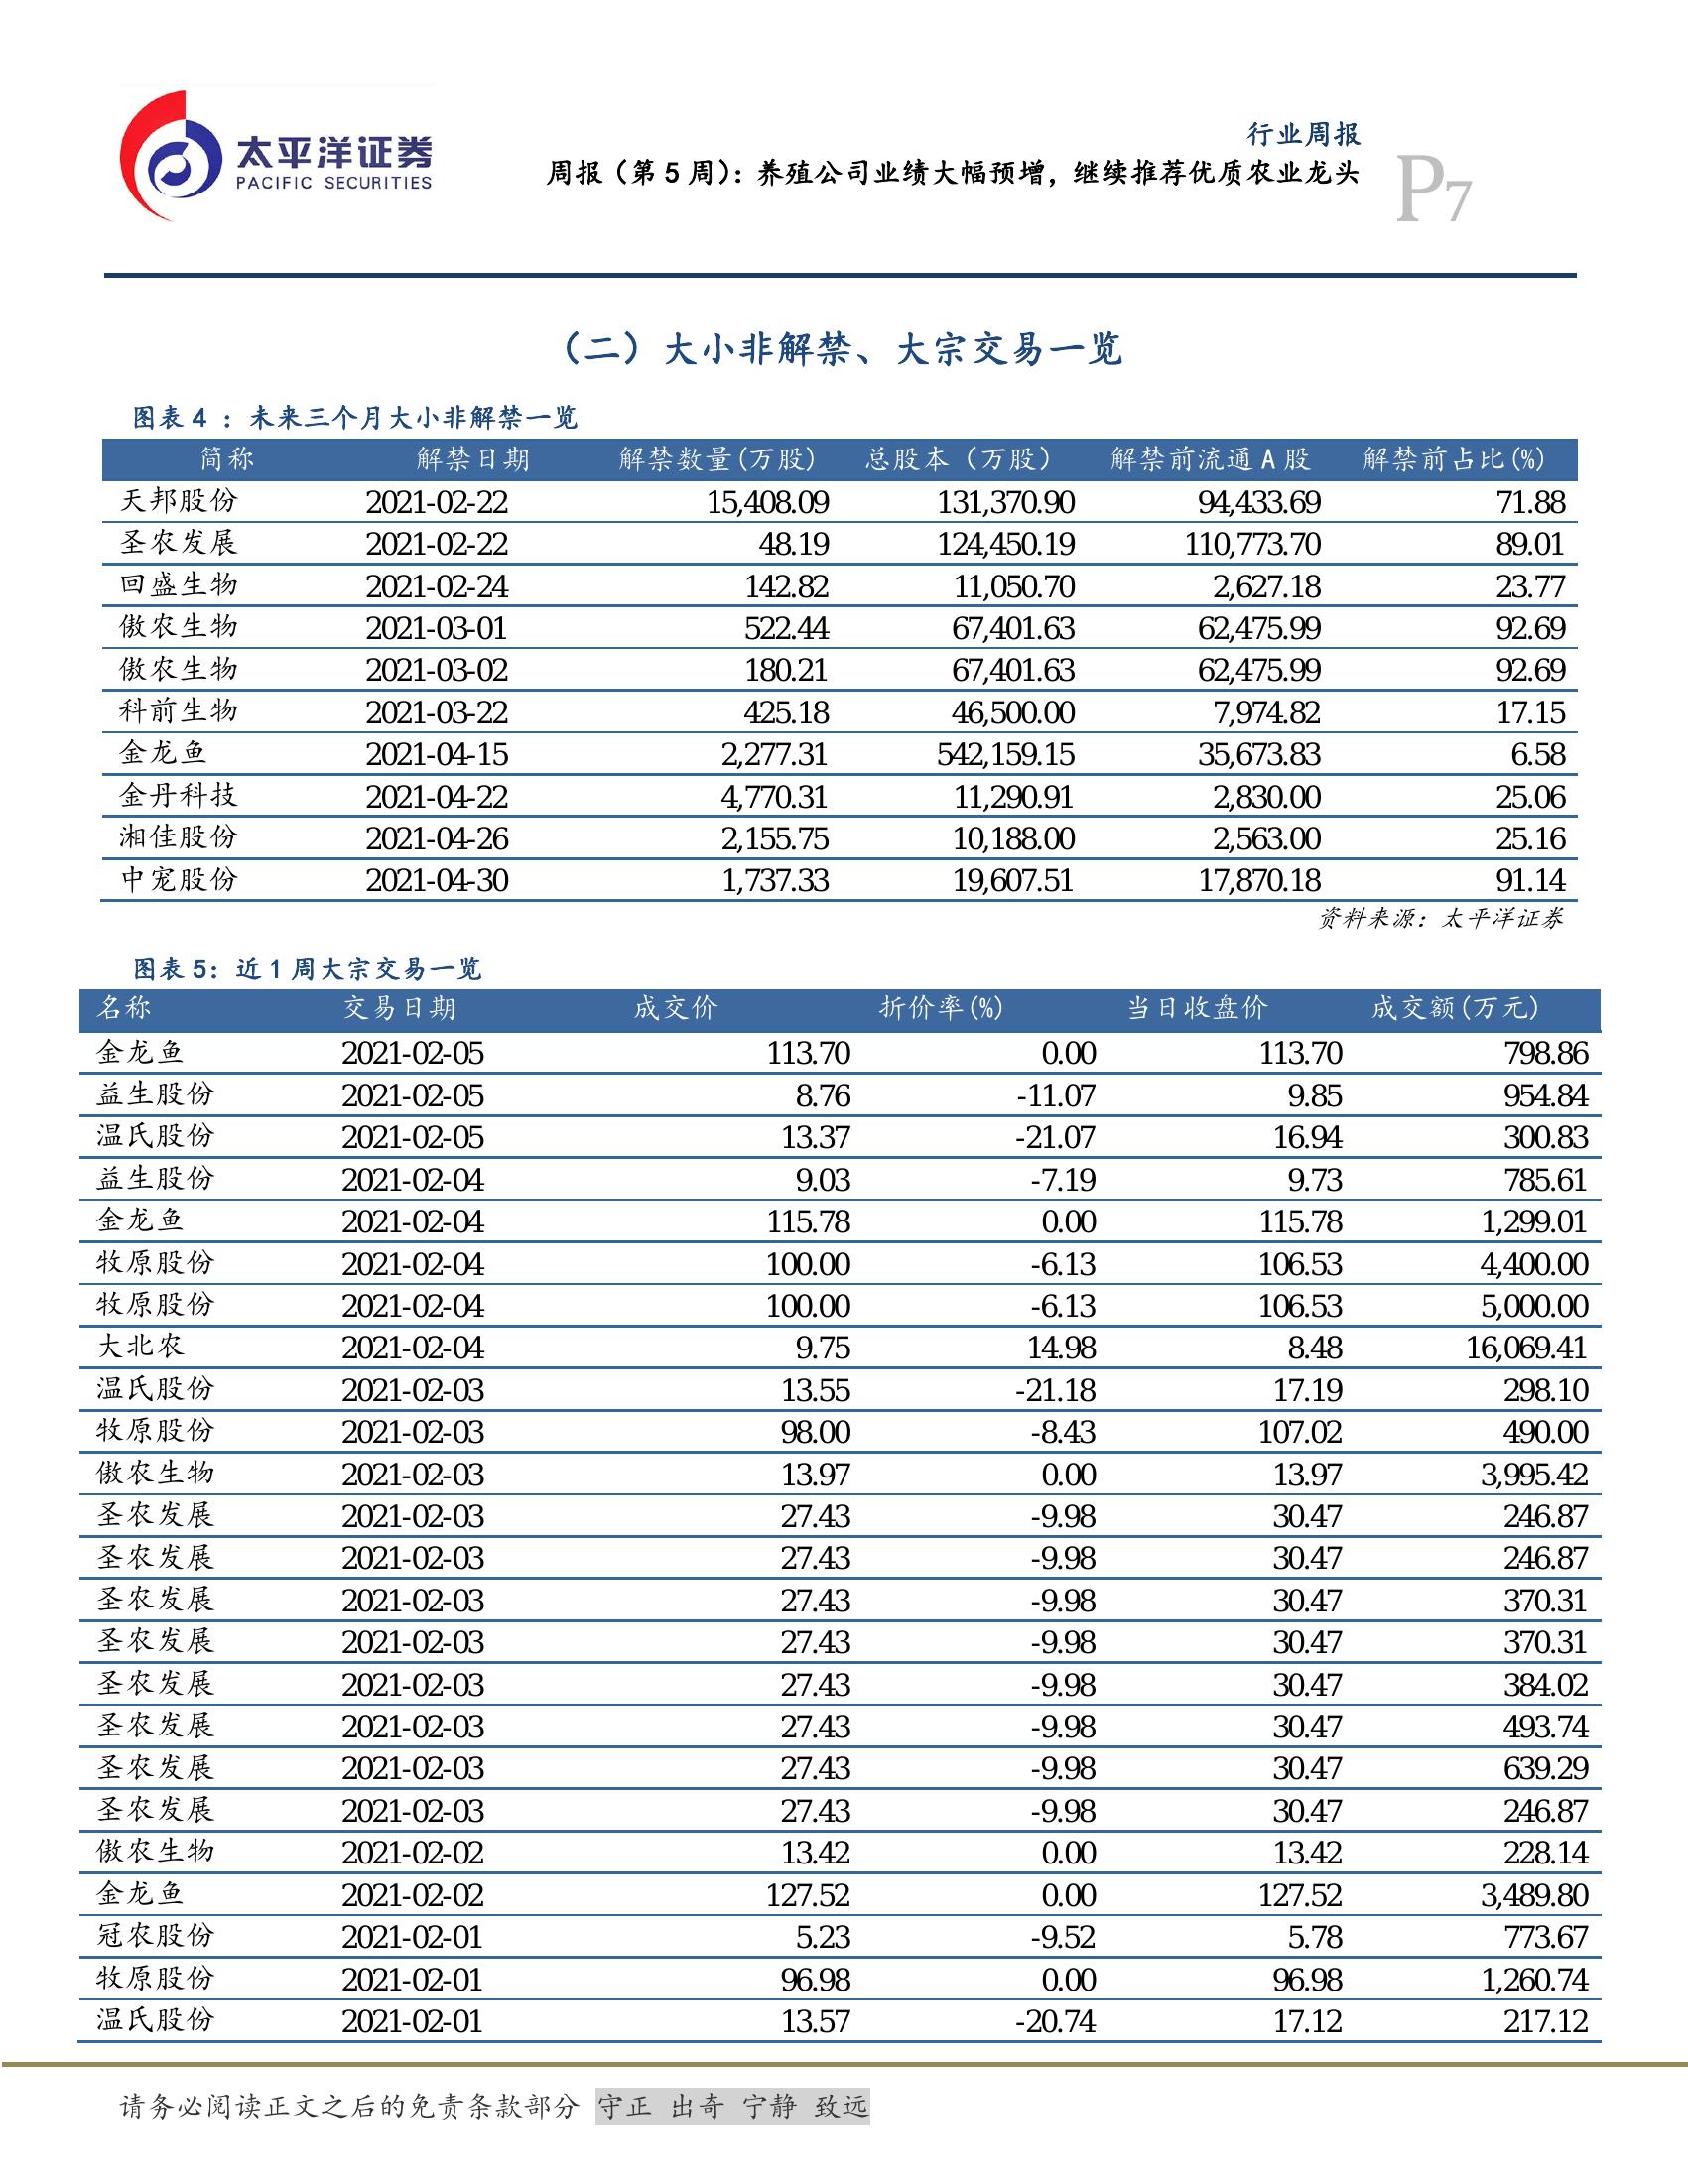 太平洋证券
PACIFIC SECURITIES
行业周报
周报（第5周）：养殖公司业绩大幅预增，继续推荐优质农业龙头
P7
（二）大小非解禁、大宗交易一览
图表4 ：未来三个月大小非解禁一览
简称 解禁日期 解禁数量(万股) 总股本（万股） 解禁前流通A股 解禁前占比(%)
天邦股份 2021-02-22 15,408.09 131,370.90 94,433.69 71.88
圣农发展 2021-02-22 48.19 124,450.19 110,773.70 89.01
回盛生物 2021-02-24 142.82 11,050.70 2,627.18 23.77
傲农生物 2021-03-01 522.44 67,401.63 62,475.99 92.69
傲农生物 2021-03-02 180.21 67,401.63 62,475.99 92.69
科前生物 2021-03-22 425.18 46,500.00 7,974.82 17.15
金龙鱼 2021-04-15 2,277.31 542,159.15 35,673.83 6.58
金丹科技 2021-04-22 4,770.31 11,290.91 2,830.00 25.06
湘佳股份 2021-04-26 2,155.75 10,188.00 2,563.00 25.16
中宠股份 2021-04-30 1,737.33 19,607.51 17,870.18 91.14
资料来源：太平洋证券
图表5：近1周大宗交易一览
名称 交易日期 成交价 折价率(%) 当日收盘价 成交额(万元)
金龙鱼 2021-02-05 113.70 0.00 113.70 798.86
益生股份 2021-02-05 8.76 -11.07 9.85 954.84
温氏股份 2021-02-05 13.37 -21.07 16.94 300.83
益生股份 2021-02-04 9.03 -7.19 9.73 785.61
金龙鱼 2021-02-04 115.78 0.00 115.78 1,299.01
牧原股份 2021-02-04 100.00 -6.13 106.53 4,400.00
牧原股份 2021-02-04 100.00 -6.13 106.53 5,000.00
大北农 2021-02-04 9.75 14.98 8.48 16,069.41
温氏股份 2021-02-03 13.55 -21.18 17.19 298.10
牧原股份 2021-02-03 98.00 -8.43 107.02 490.00
傲农生物 2021-02-03 13.97 0.00 13.97 3,995.42
圣农发展 2021-02-03 27.43 -9.98 30.47 246.87
圣农发展 2021-02-03 27.43 -9.98 30.47 246.87
圣农发展 2021-02-03 27.43 -9.98 30.47 370.31
圣农发展 2021-02-03 27.43 -9.98 30.47 370.31
圣农发展 2021-02-03 27.43 -9.98 30.47 384.02
圣农发展 2021-02-03 27.43 -9.98 30.47 493.74
圣农发展 2021-02-03 27.43 -9.98 30.47 639.29
圣农发展 2021-02-03 27.43 -9.98 30.47 246.87
傲农生物 2021-02-02 13.42 0.00 13.42 228.14
金龙鱼 2021-02-02 127.52 0.00 127.52 3,489.80
冠农股份 2021-02-01 5.23 -9.52 5.78 773.67
牧原股份 2021-02-01 96.98 0.00 96.98 1,260.74
温氏股份 2021-02-01 13.57 -20.74 17.12 217.12
请务必阅读正文之后的免责条款部分 守正 出奇 宁静 致远